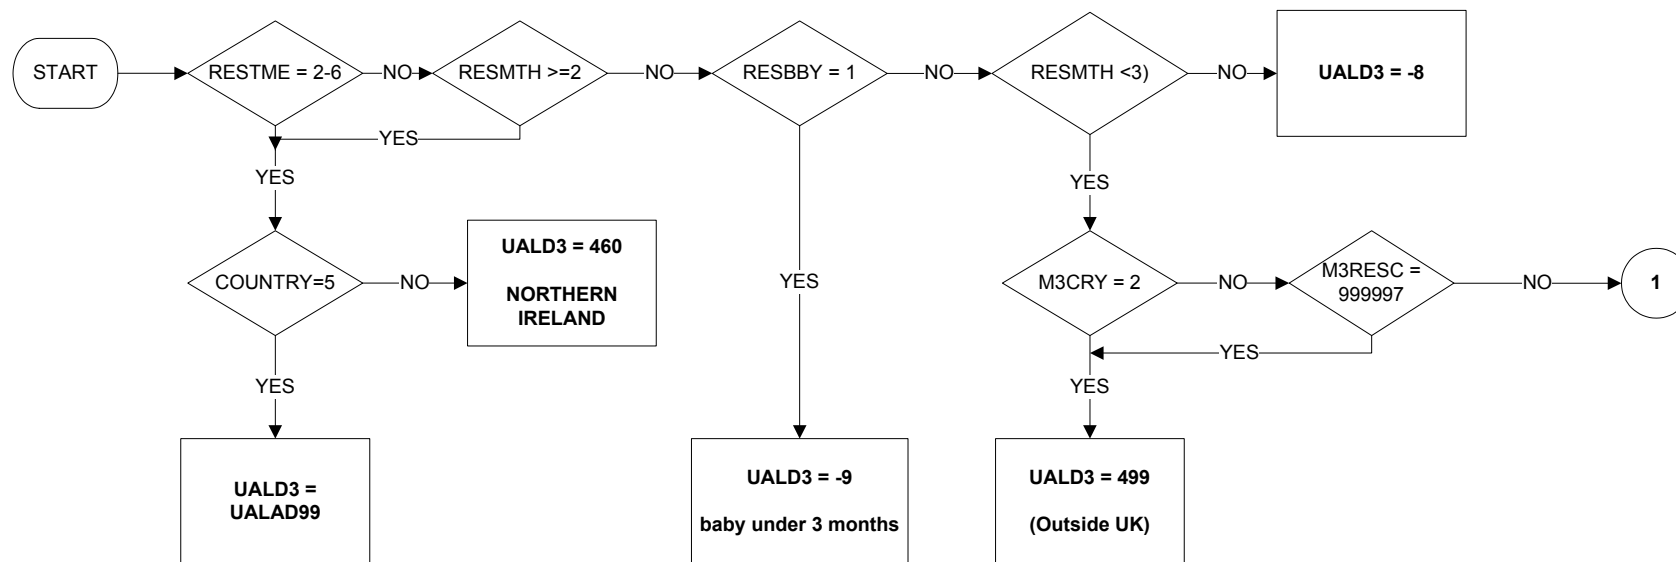 START
RESTME = 2-6
NO
RESMTH >=2
NO
RESBBY = 1
NO
RESMTH <3)
NO
UALD3 = -8
YES
YES
YES
COUNTRY=5
NO
UALD3 = 460
NORTHERN
IRELAND
YES
M3CRY = 2
NO
M3RESC =
999997
NO
1
YES
YES
YES
UALD3 =
UALAD99
UALD3 = -9
baby under 3 months
UALD3 = 499
(Outside UK)